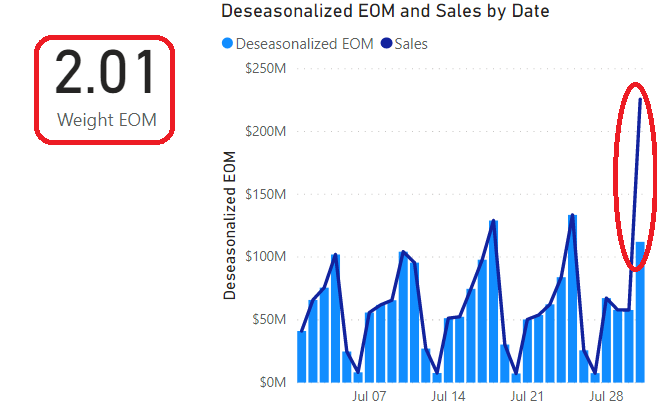 Deseasonalized EOM and Sales by Date
2.01
Weight EOM
Deseasonalized EOM Sales
Deseasonalized EOM
$250M
$200M
$150M
$100M
$50M
$0M
Jul 07 Jul 14 Jul 21 Jul 28